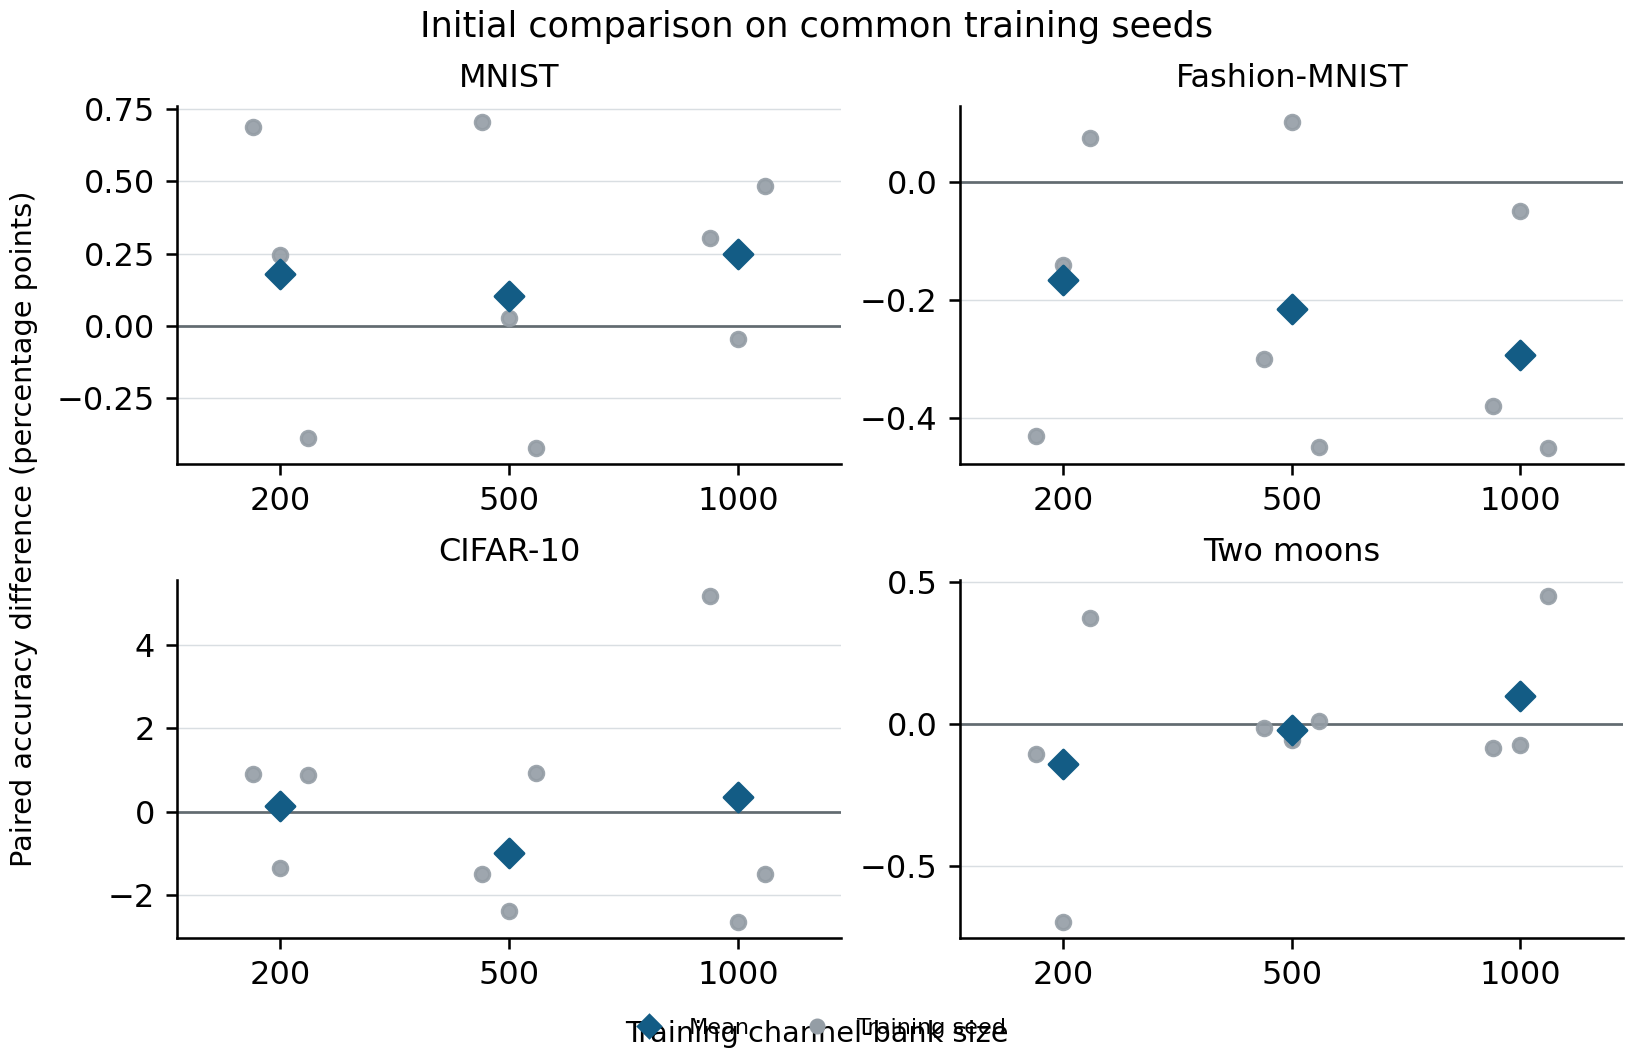 Initial comparison on common training seeds
MNIST
Fashion-MNIST
Paired accuracy difference (percentage points)
0.75
0.50
0.25
0.00
−0.25
200 500 1000
0.0
−0.2
−0.4
200 500 1000
CIFAR-10
Two moons
4
2
0
−2
200 500 1000
0.5
0.0
−0.5
200 500 1000
Mean Training seed
Training channel-bank size